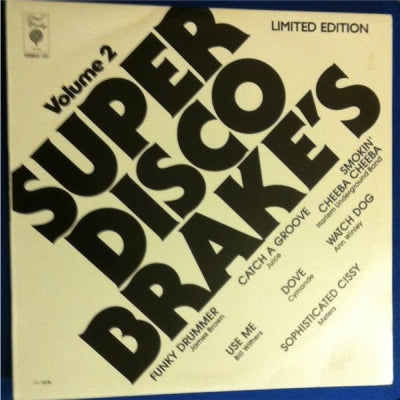 LIMITED EDITION
Volume 2
SUPER
DISCO
BRAKE'S
FUNKY DRUMMER
James Brown
CATCH A GROOVE
Juice
SMOKIN'
CHEEBA CHEEBA
Harlem Underground Band
USE ME
Bill Withers
DOVE
Cymande
WATCH DOG
Ann Winley
SOPHISTICATED CISSY
Meters